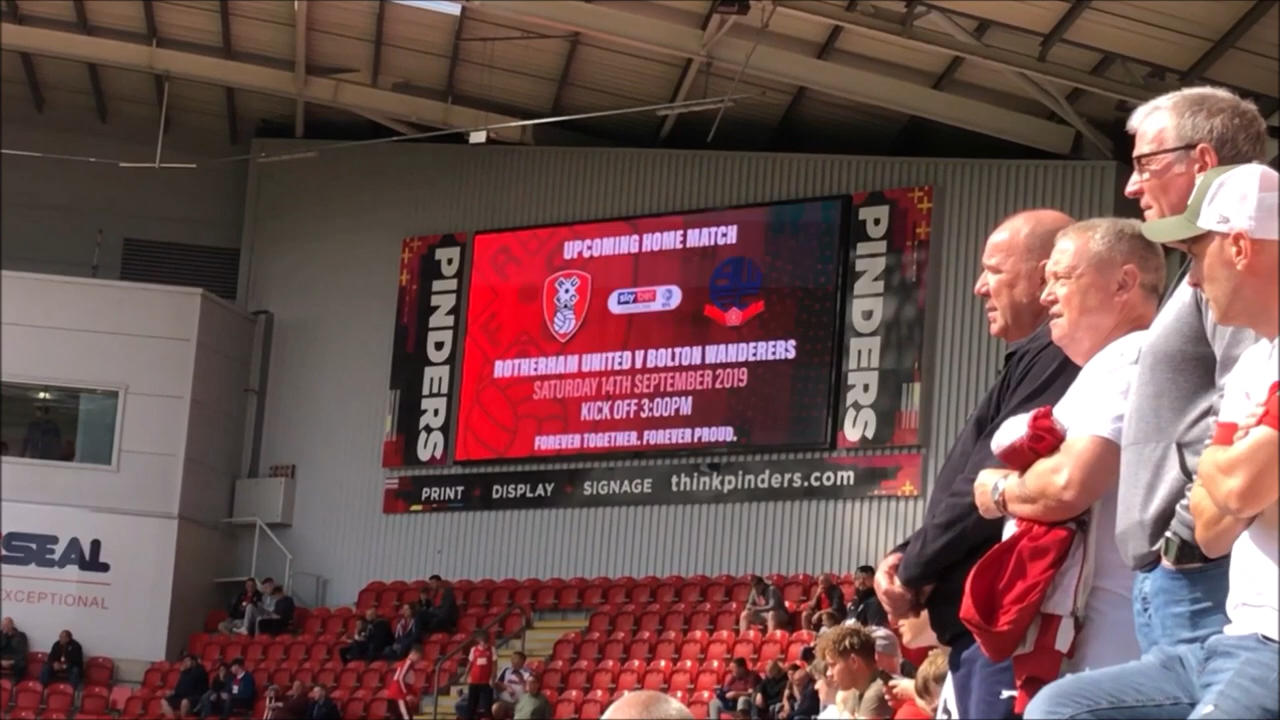 UPCOMING HOME MATCH
sky bet
ROTHERHAM UNITED V BOLTON WANDERERS
SATURDAY 14TH SEPTEMBER 2019
KICK OFF 3:00PM
FOREVER TOGETHER. FOREVER PROUD.
PINDERS
PINDERS
PRINT DISPLAY SIGNAGE thinkpinders.com
SEAL
EXCEPTIONAL